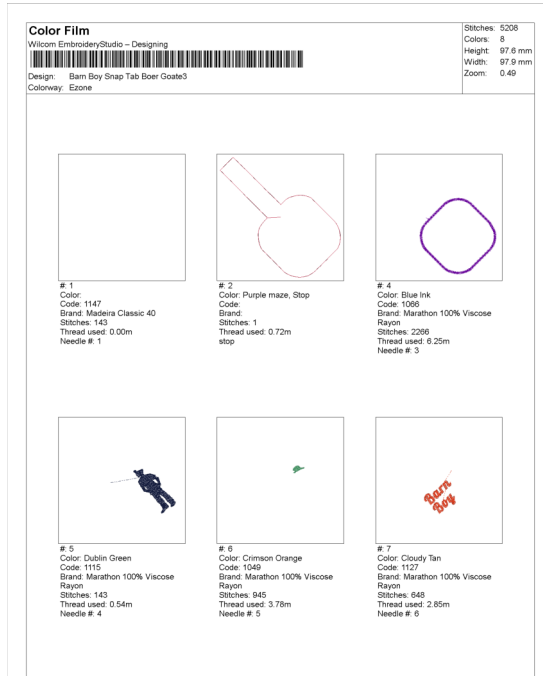 Color Film
Wilcom EmbroideryStudio – Designing
Design: Barn Boy Snap Tab Boer Goate3
Colorway: Ezone
Stitches: 5208
Colors: 8
Height: 97.6 mm
Width: 97.9 mm
Zoom: 0.49
#: 1
Color:
Code: 1147
Brand: Madeira Classic 40
Stitches: 143
Thread used: 0.00m
Needle #: 1
#: 2
Color: Purple maze, Stop
Code:
Brand:
Stitches: 1
Thread used: 0.72m
stop
#: 4
Color: Blue Ink
Code: 1066
Brand: Marathon 100% Viscose
Rayon
Stitches: 2266
Thread used: 6.25m
Needle #: 3
#: 5
Color: Dublin Green
Code: 1115
Brand: Marathon 100% Viscose
Rayon
Stitches: 143
Thread used: 0.54m
Needle #: 4
#: 6
Color: Crimson Orange
Code: 1049
Brand: Marathon 100% Viscose
Rayon
Stitches: 945
Thread used: 3.78m
Needle #: 5
Barn
Boy
#: 7
Color: Cloudy Tan
Code: 1127
Brand: Marathon 100% Viscose
Rayon
Stitches: 648
Thread used: 2.85m
Needle #: 6